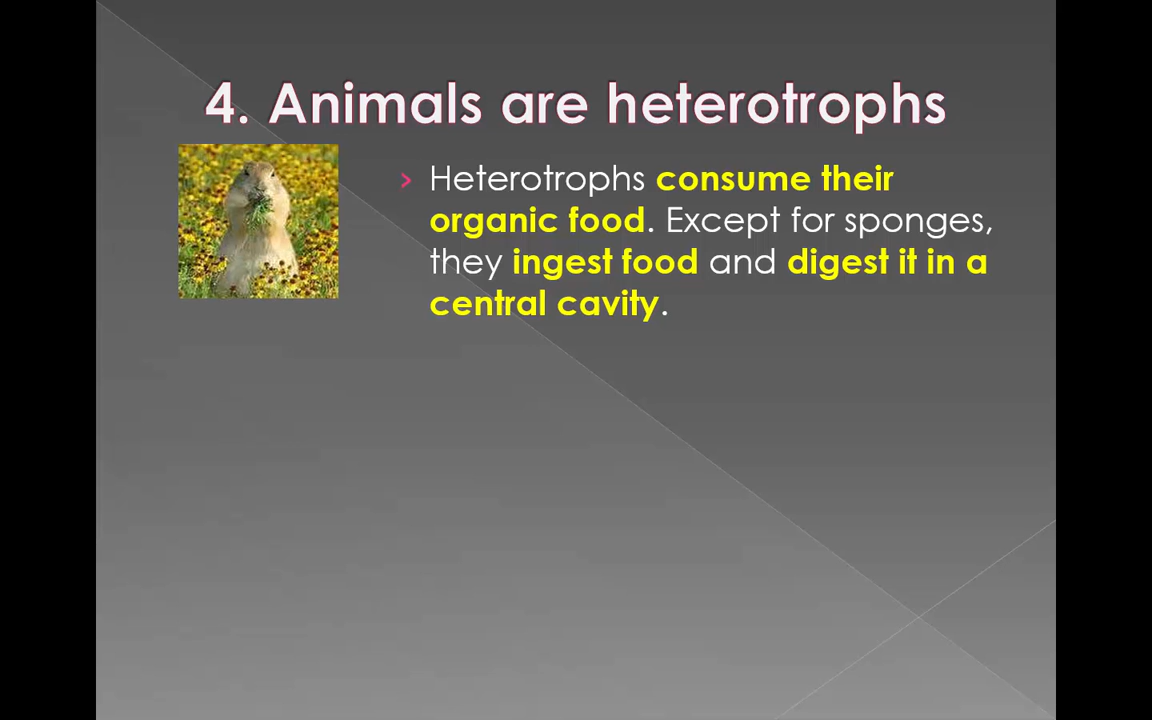 4. Animals are heterotrophs
› Heterotrophs consume their
organic food. Except for sponges,
they ingest food and digest it in a
central cavity.